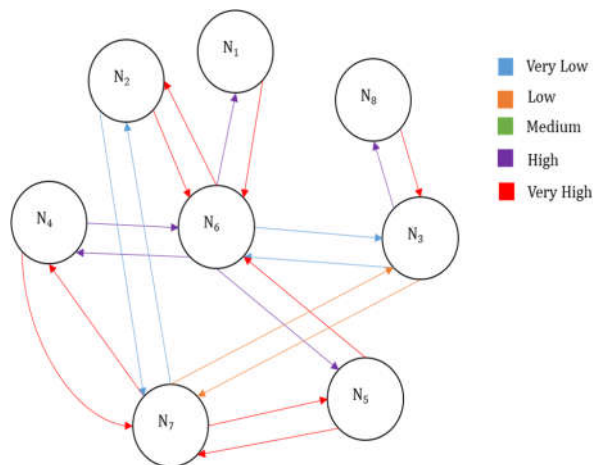 N₁
N₂
N₈
N₄
N₆
N₃
N₅
N₇
Very Low
Low
Medium
High
Very High